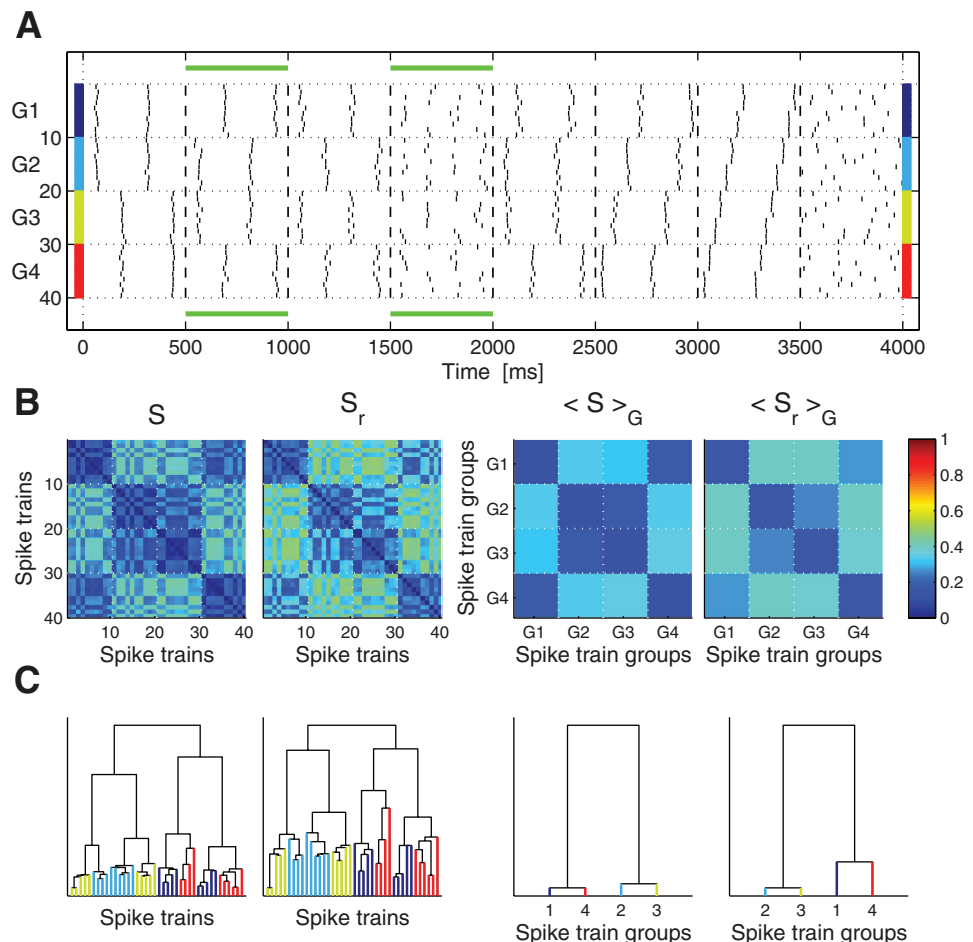 A
G1
10
G2
20
G3
30
G4
40
0 500 1000 1500 2000 2500 3000 3500 4000
Time [ms]
B
S
S_r
< S >_G
< S_r >_G
Spike trains
10
20
30
40
10 20 30 40
Spike trains
10 20 30 40
Spike trains
Spike train groups
G1
G2
G3
G4
G1 G2 G3 G4
Spike train groups
G1 G2 G3 G4
Spike train groups
1
0.8
0.6
0.4
0.2
0
C
Spike trains
Spike trains
1 4 2 3
Spike train groups
2 3 1 4
Spike train groups